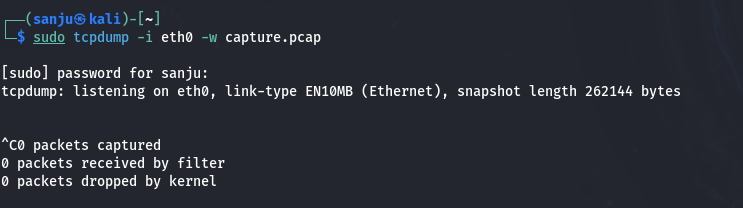 ┌──(sanju㉿kali)-[~]
└─$ sudo tcpdump -i eth0 -w capture.pcap
[sudo] password for sanju:
tcpdump: listening on eth0, link-type EN10MB (Ethernet), snapshot length 262144 bytes
^C0 packets captured
0 packets received by filter
0 packets dropped by kernel